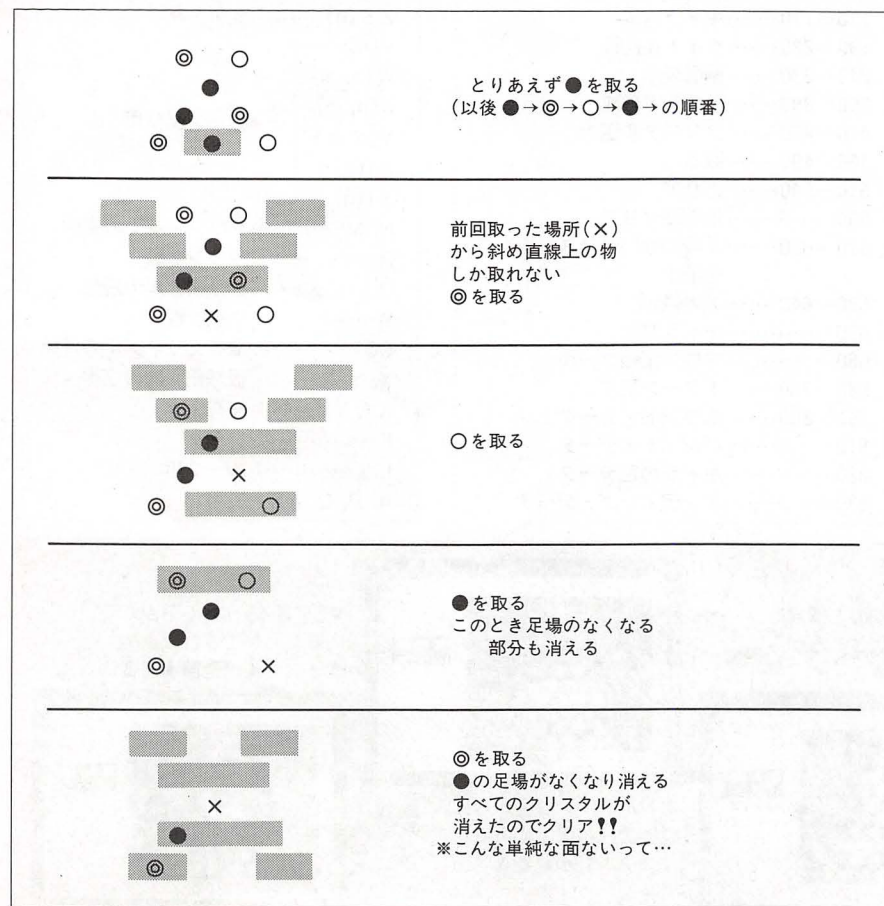 とりあえず●を取る
(以後●→◎→○→●→の順番)
前回取った場所(×)
から斜め直線上の物
しか取れない
◎を取る
○を取る
●を取る
このとき足場のなくなる
部分も消える
◎を取る
●の足場がなくなり消える
すべてのクリスタルが
消えたのでクリア!!
※こんな単純な面ないって…